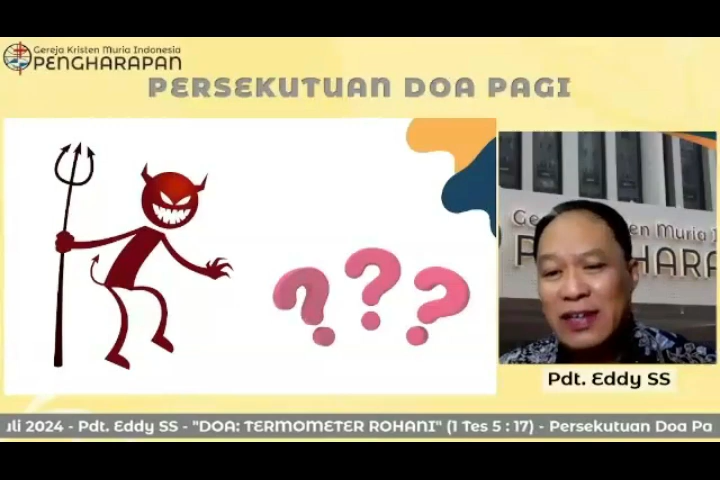 Gereja Kristen Muria Indonesia
PENGHARAPAN
PERSEKUTUAN DOA PAGI
???
Pdt. Eddy SS
2024 - Pdt. Eddy SS - "DOA: TERMOMETER ROHANI" (1 Tes 5 : 17) - Persekutuan Doa Pa